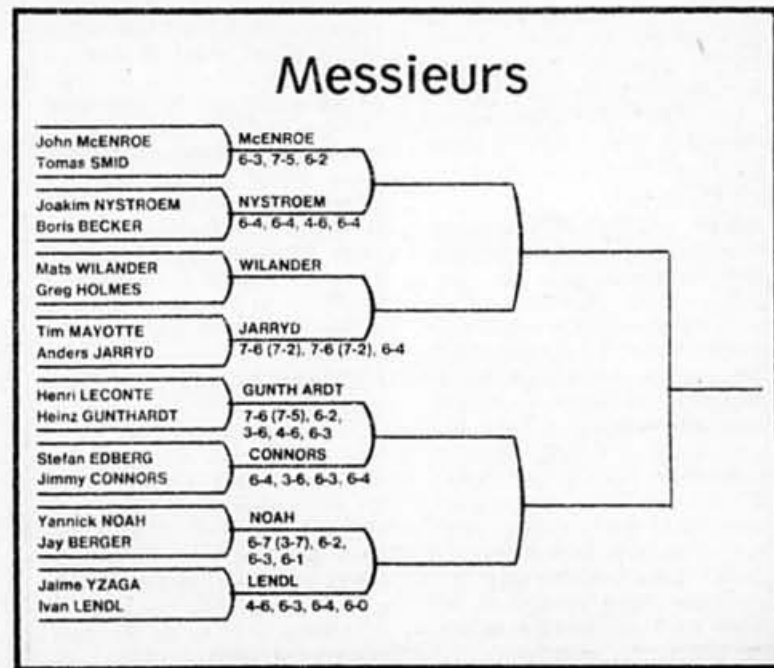 Messieurs
John McENROE
Tomas SMID
McENROE
6-3, 7-5, 6-2
Joakim NYSTROEM
Boris BECKER
NYSTROEM
6-4, 6-4, 4-6, 6-4
Mats WILANDER
Greg HOLMES
WILANDER
Tim MAYOTTE
Anders JARRYD
JARRYD
7-6 (7-2), 7-6 (7-2), 6-4
Henri LECONTE
Heinz GUNTHARDT
GUNTH ARDT
7-6 (7-5), 6-2,
3-6, 4-6, 6-3
Stefan EDBERG
Jimmy CONNORS
CONNORS
6-4, 3-6, 6-3, 6-4
Yannick NOAH
Jay BERGER
NOAH
6-7 (3-7), 6-2,
6-3, 6-1
Jaime YZAGA
Ivan LENDL
LENDL
4-6, 6-3, 6-4, 6-0